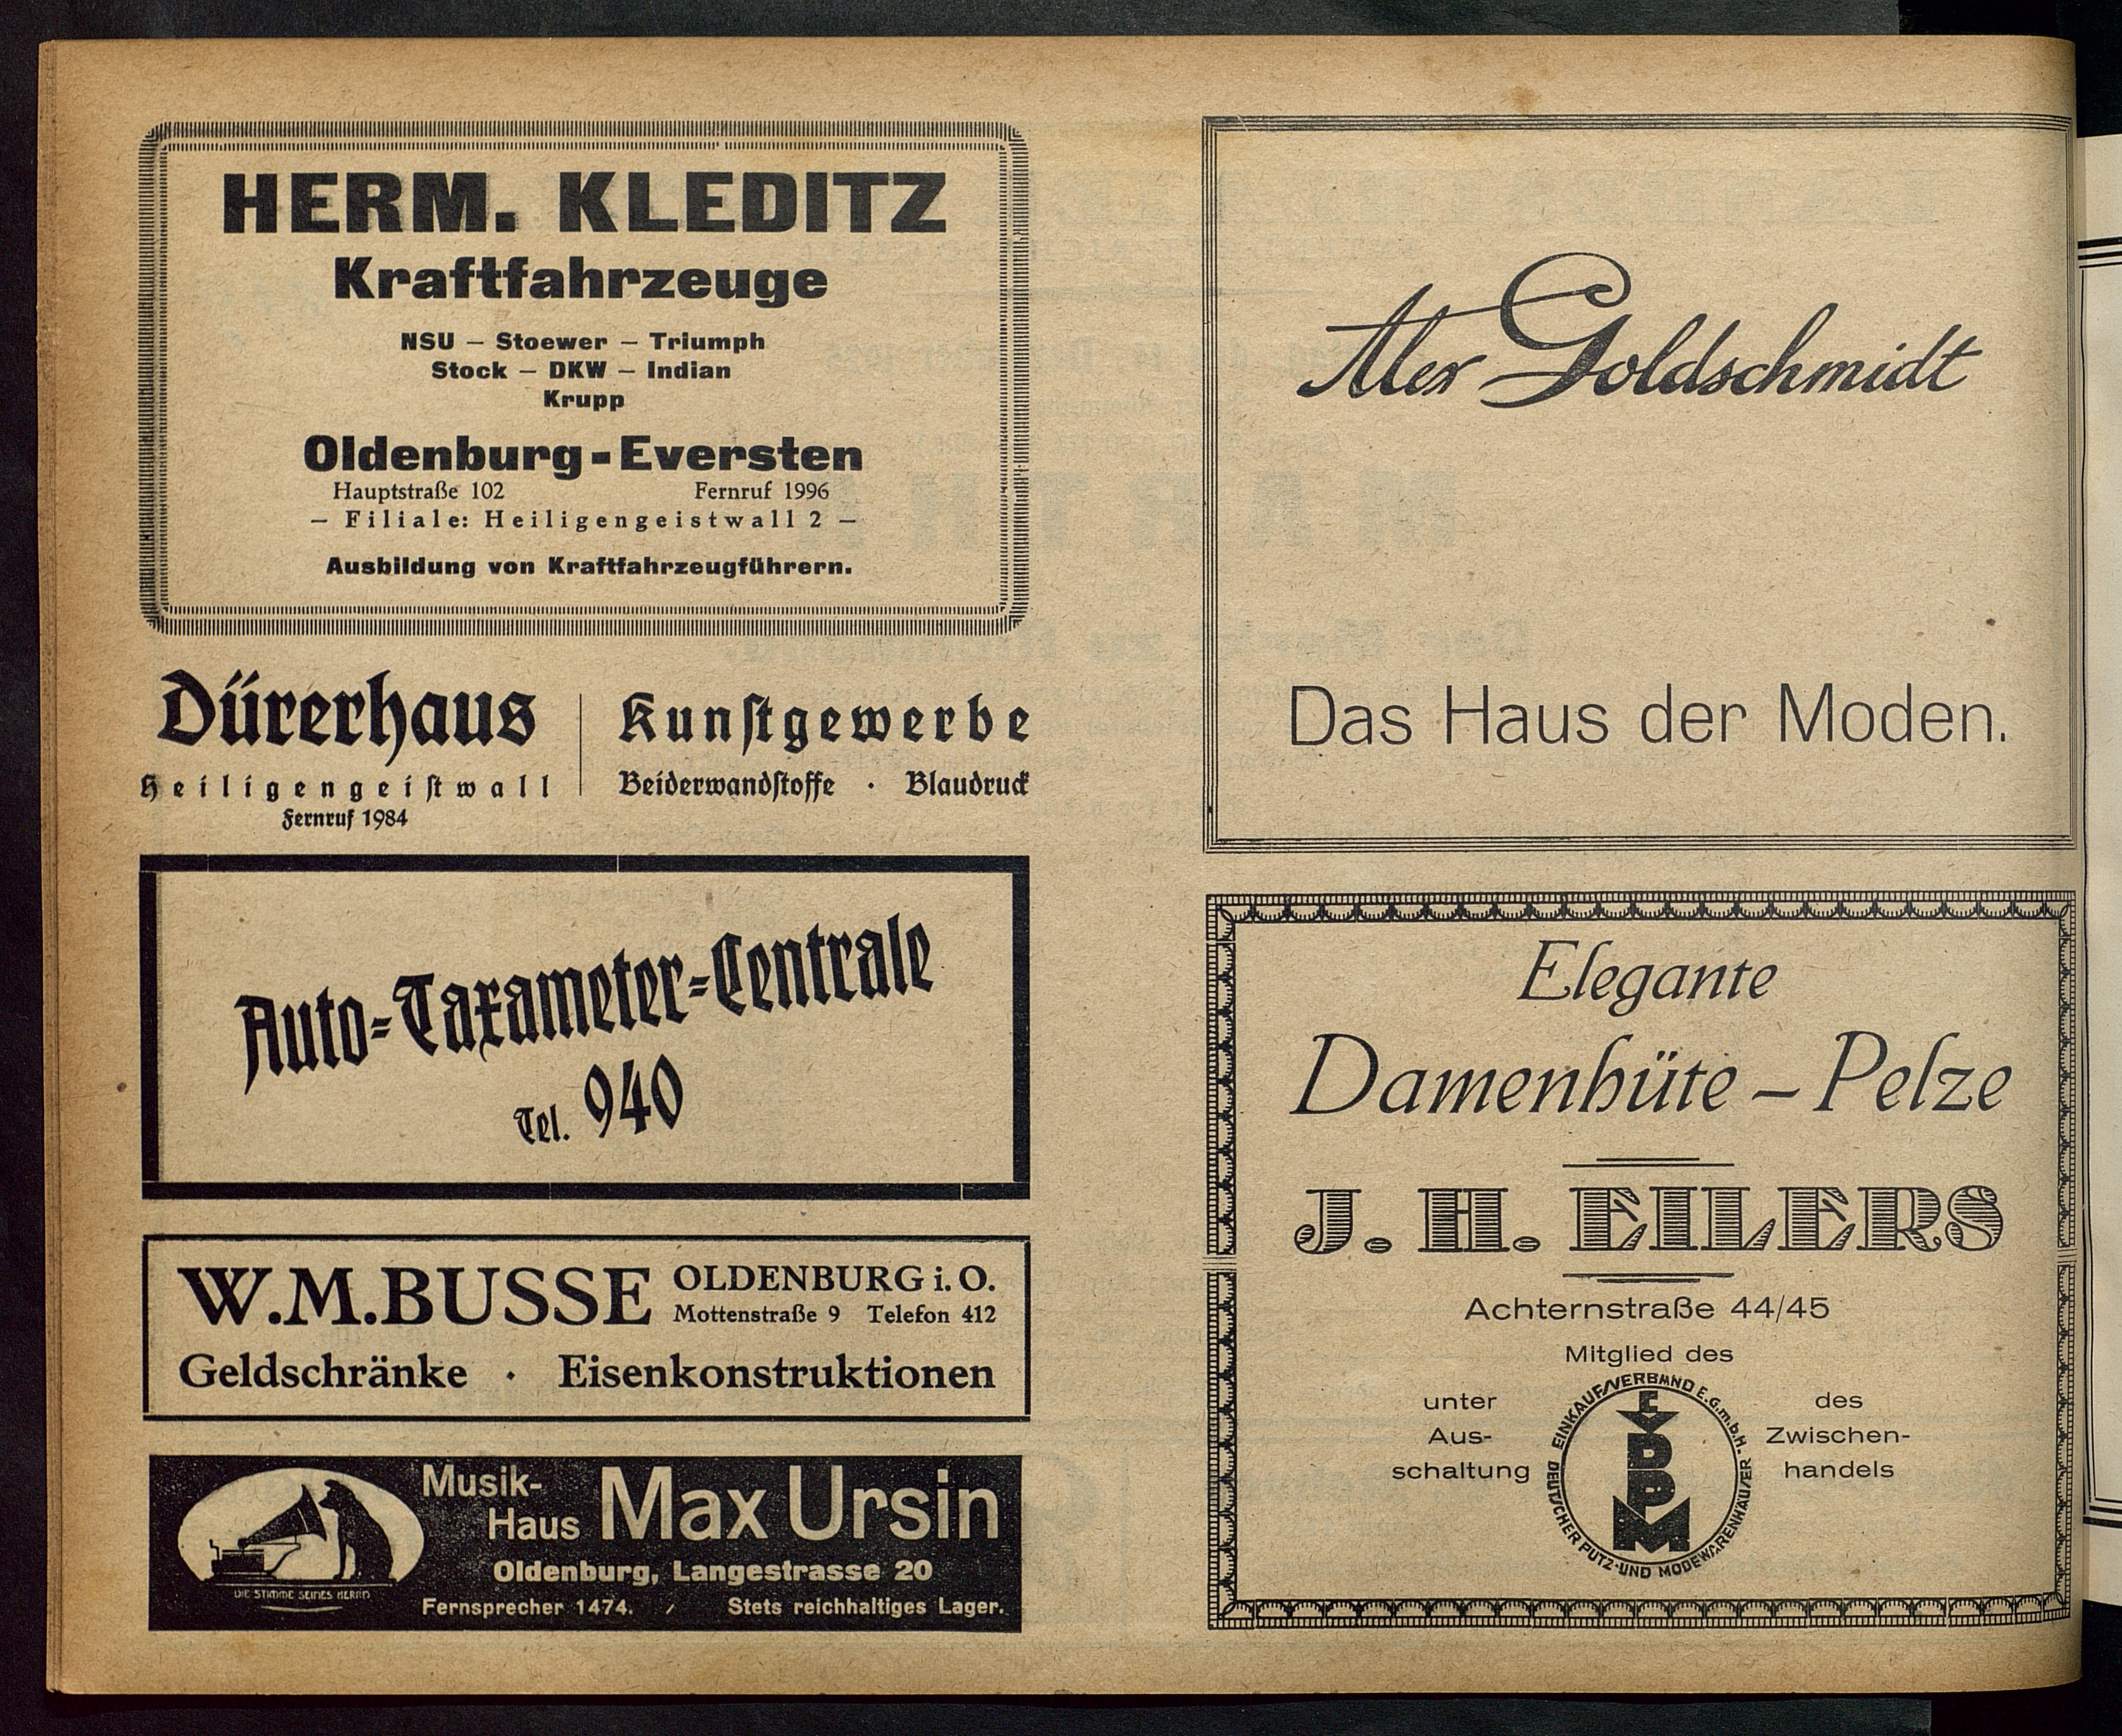 HERM. KLEDITZ
Kraftfahrzeuge
NSU — Stoewer — Triumph
Stock — DKW — Indian
Krupp
Oldenburg-Eversten
Hauptstraße 102 Fernruf 1996
— Filiale: Heiligengeistwall 2 —
Ausbildung von Kraftfahrzeugführern.
Dürerhaus
Heiligengeistwall
Fernruf 1984
Kunstgewerbe
Beiderwandstoffe · Blaudruck
Auto-Taxameter-Centrale
Tel. 940
W.M.BUSSE OLDENBURG i. O.
Mottenstraße 9 Telefon 412
Geldschränke · Eisenkonstruktionen
Musik-
Haus Max Ursin
Oldenburg, Langestrasse 20
DIE STIMME SEINES HERRN
Fernsprecher 1474. / Stets reichhaltiges Lager.
Alex Goldschmidt
Das Haus der Moden.
Elegante
Damenhüte – Pelze
J. H. EILERS
Achternstraße 44/45
Mitglied des
unter
Aus-
schaltung
EINKAUFSVERBAND E.G.m.b.H.
DEUTSCHER PUTZ-UND MODEWARENHÄUSER
E
V
D
P
M
des
Zwischen-
handels